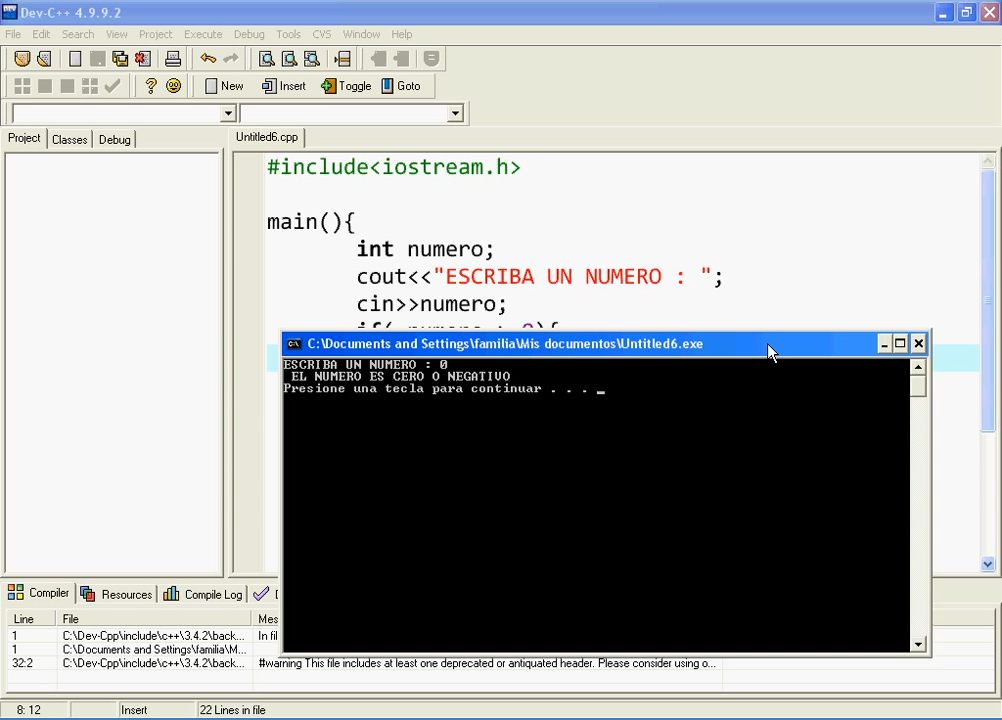 Dev-C++ 4.9.9.2
File Edit Search View Project Execute Debug Tools CVS Window Help
New Insert Toggle Goto
Project Classes Debug
Untitled6.cpp
#include<iostream.h>
main(){
int numero;
cout<<"ESCRIBA UN NUMERO : ";
cin>>numero;
C:\Documents and Settings\familia\Mis documentos\Untitled6.exe
ESCRIBA UN NUMERO : 0
EL NUMERO ES CERO O NEGATIVO
Presione una tecla para continuar . . . _
Compiler Resources Compile Log
Line File Mes
1 C:\Dev-Cpp\include\c++\3.4.2\back... In fil
1 C:\Documents and Settings\familia\M...
32:2 C:\Dev-Cpp\include\c++\3.4.2\back... #warning This file includes at least one deprecated or antiquated header. Please consider using o...
8: 12 Insert 22 Lines in file